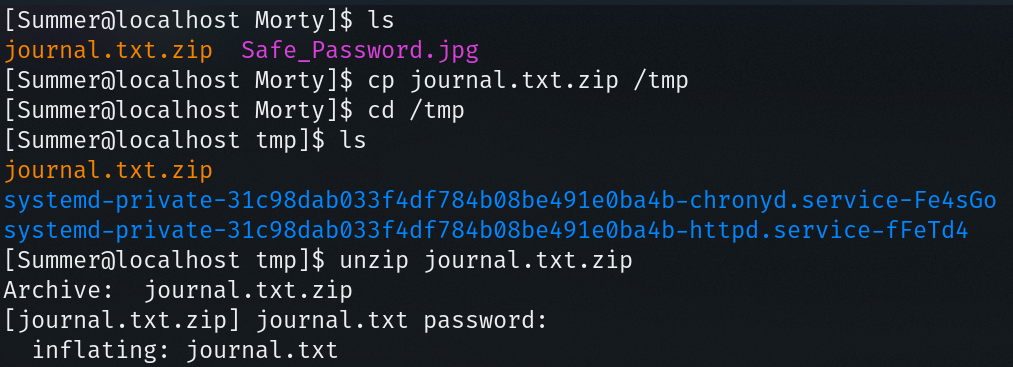 [Summer@localhost Morty]$ ls
journal.txt.zip  Safe_Password.jpg
[Summer@localhost Morty]$ cp journal.txt.zip /tmp
[Summer@localhost Morty]$ cd /tmp
[Summer@localhost tmp]$ ls
journal.txt.zip
systemd-private-31c98dab033f4df784b08be491e0ba4b-chronyd.service-Fe4sGo
systemd-private-31c98dab033f4df784b08be491e0ba4b-httpd.service-fFeTd4
[Summer@localhost tmp]$ unzip journal.txt.zip
Archive:  journal.txt.zip
[journal.txt.zip] journal.txt password:
  inflating: journal.txt